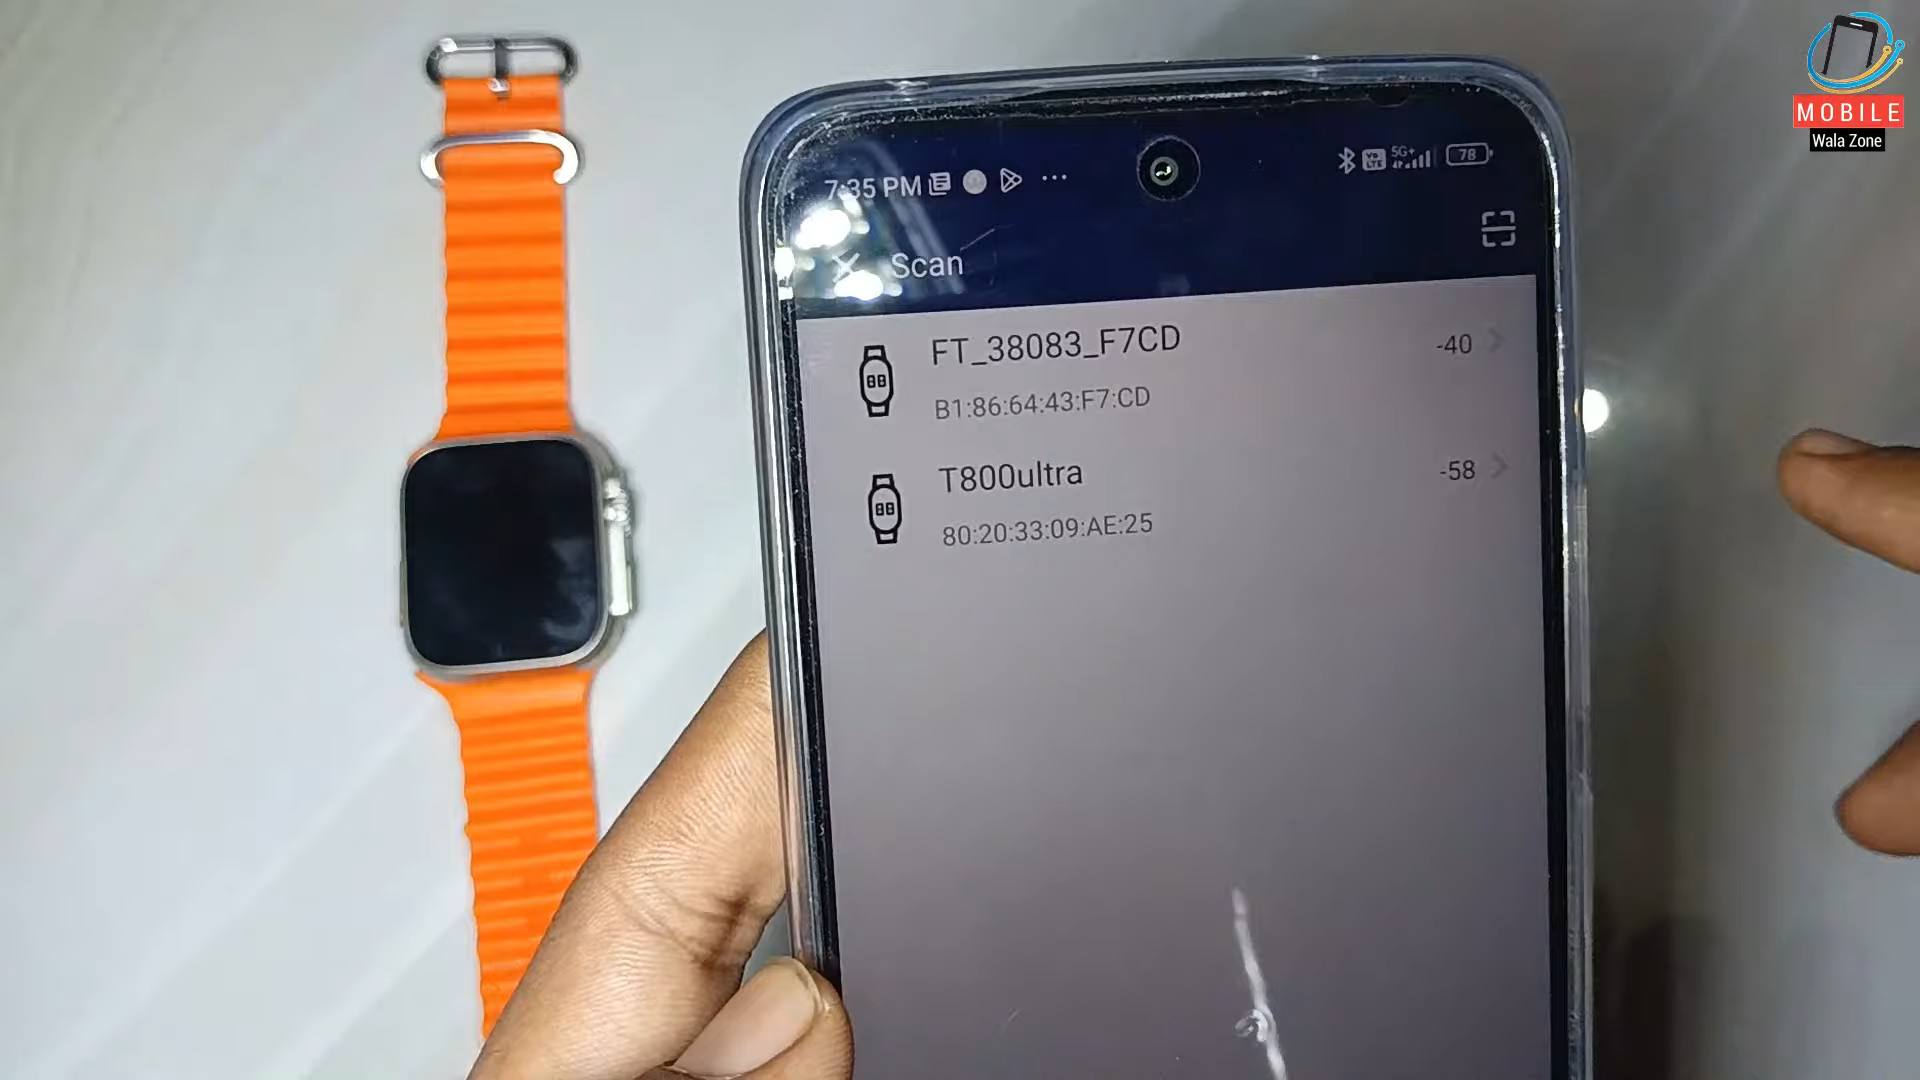 MOBILE
Wala Zone
7:35 PM
5G+
78
Scan
FT_38083_F7CD
-40
B1:86:64:43:F7:CD
T800ultra
-58
80:20:33:09:AE:25